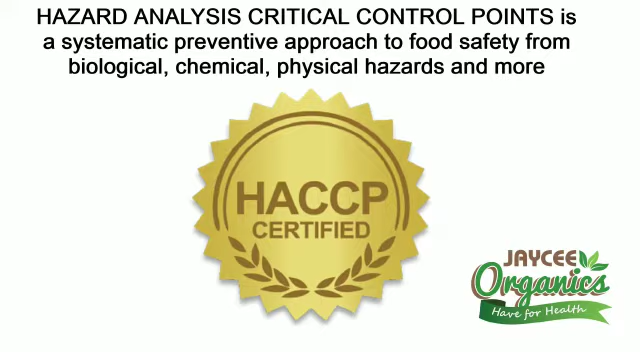 HAZARD ANALYSIS CRITICAL CONTROL POINTS is
a systematic preventive approach to food safety from
biological, chemical, physical hazards and more
HACCP
CERTIFIED
JAYCEE
Organics
Have for Health